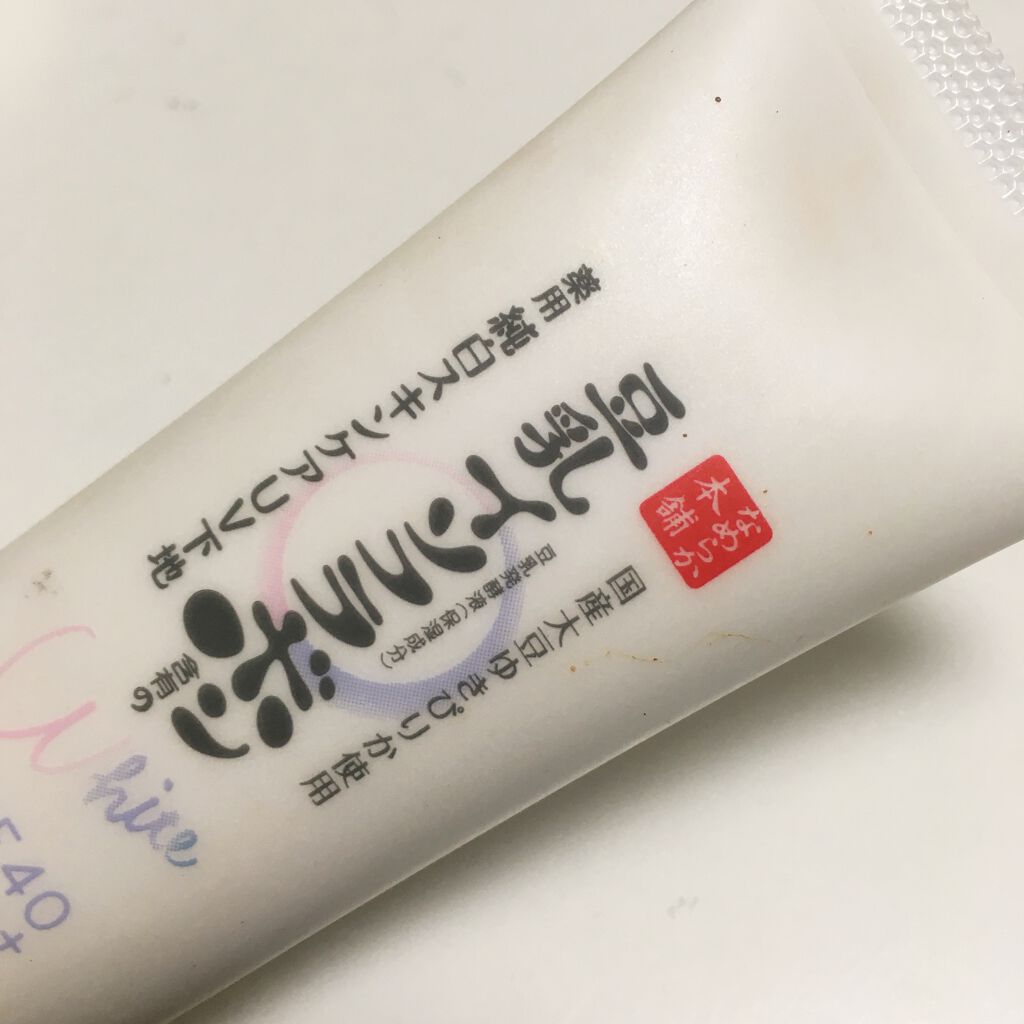 なめらか
本舗
国産大豆ゆきぴりか使用
豆乳発酵液(保湿成分)
豆乳イソフラボン
含有の
薬用 純白スキンケアUV下地
White
F40
+